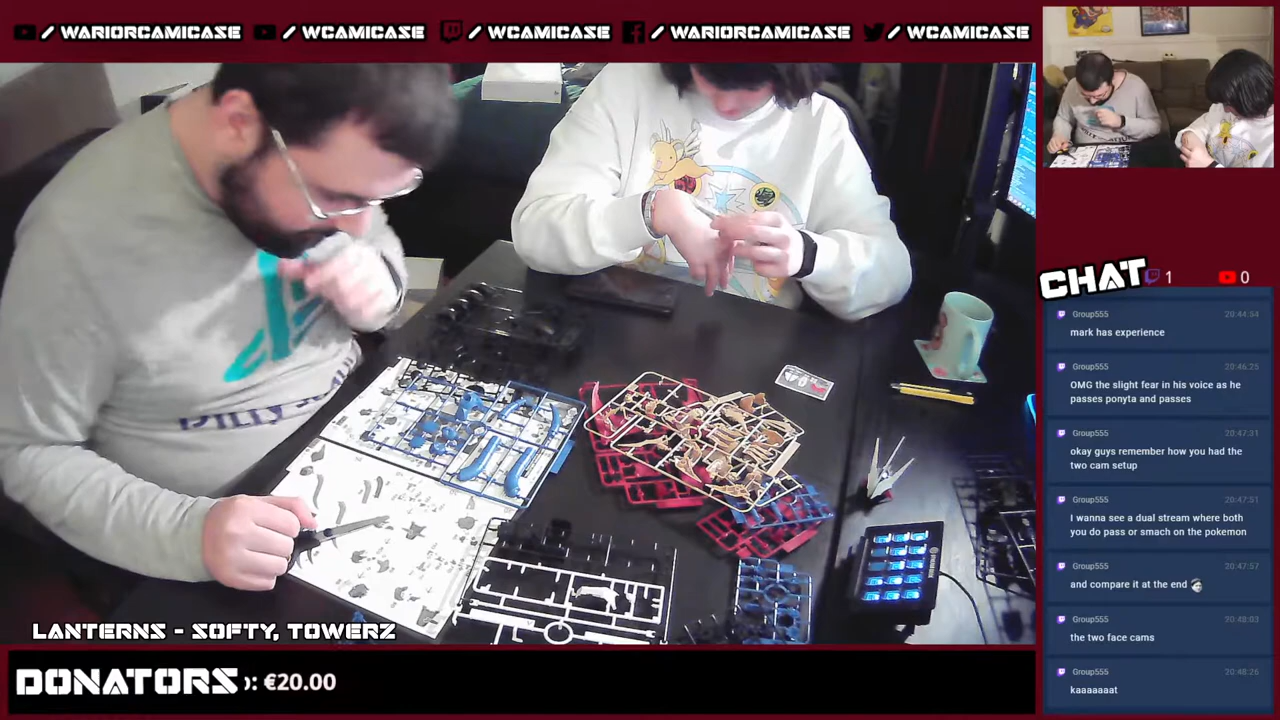 / WARIORCAMICASE / WCAMICASE / WCAMICASE / WARIORCAMICASE / WCAMICASE
CHAT 1 0
Group555 20:44:54
mark has experience
Group555 20:46:25
OMG the slight fear in his voice as he
passes ponyta and passes
Group555 20:47:31
okay guys remember how you had the
two cam setup
Group555 20:47:51
I wanna see a dual stream where both
you do pass or smach on the pokemon
Group555 20:47:57
and compare it at the end
Group555 20:48:03
the two face cams
Group555 20:48:26
kaaaaaaat
LANTERNS - SOFTY, TOWERZ
DONATORS ): €20.00